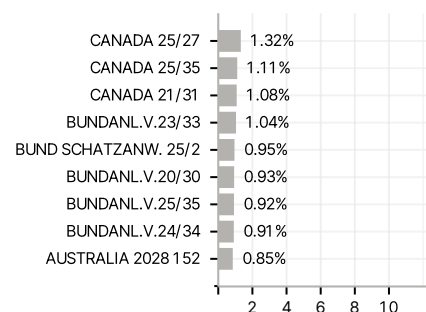 CANADA 25/27 1.32%
CANADA 25/35 1.11%
CANADA 21/31 1.08%
BUNDANL.V.23/33 1.04%
BUND SCHATZANW. 25/2 0.95%
BUNDANL.V.20/30 0.93%
BUNDANL.V.25/35 0.92%
BUNDANL.V.24/34 0.91%
AUSTRALIA 2028 152 0.85%
2 4 6 8 10